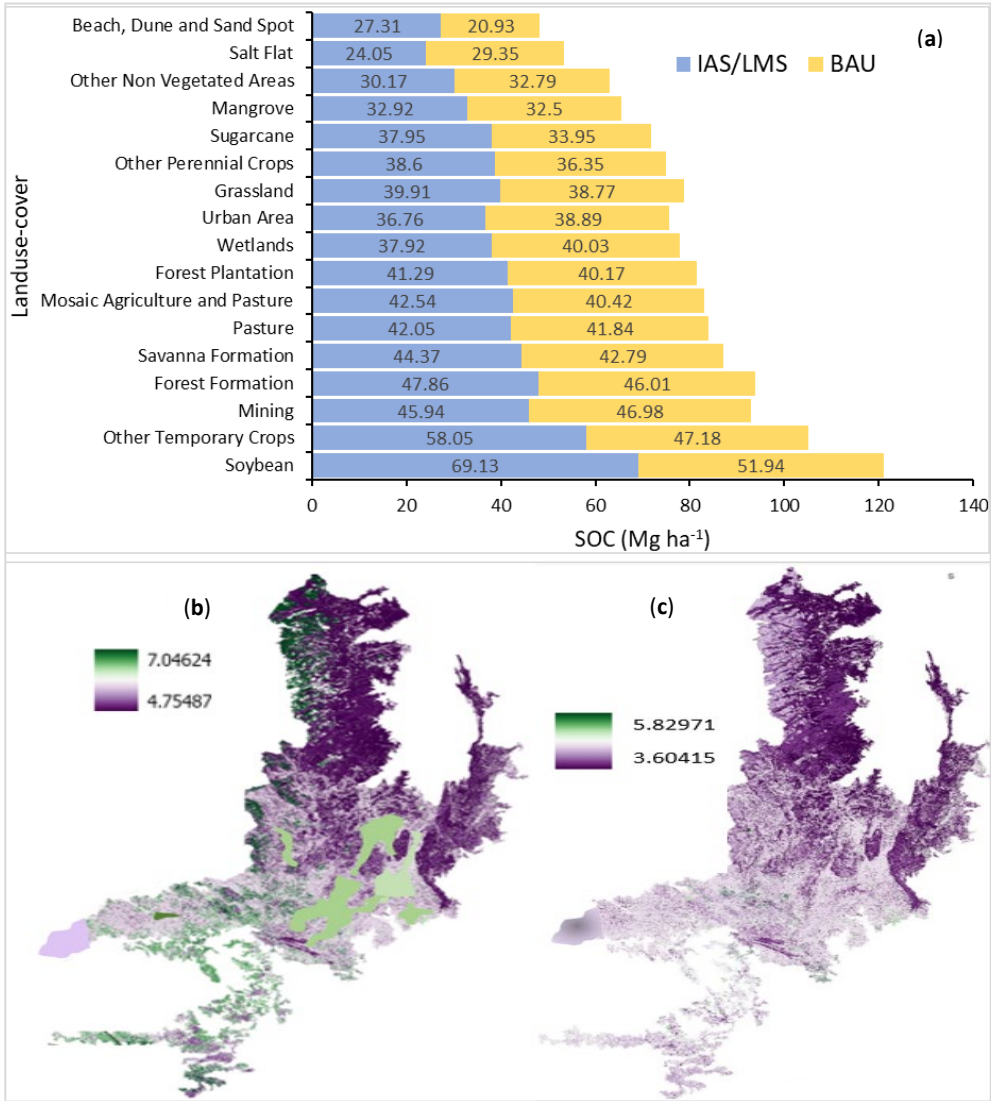 (a)
IAS/LMS BAU
Landuse-cover
Beach, Dune and Sand Spot 27.31 20.93
Salt Flat 24.05 29.35
Other Non Vegetated Areas 30.17 32.79
Mangrove 32.92 32.5
Sugarcane 37.95 33.95
Other Perennial Crops 38.6 36.35
Grassland 39.91 38.77
Urban Area 36.76 38.89
Wetlands 37.92 40.03
Forest Plantation 41.29 40.17
Mosaic Agriculture and Pasture 42.54 40.42
Pasture 42.05 41.84
Savanna Formation 44.37 42.79
Forest Formation 47.86 46.01
Mining 45.94 46.98
Other Temporary Crops 58.05 47.18
Soybean 69.13 51.94
0 20 40 60 80 100 120 140
SOC (Mg ha⁻¹)
(b)
7.04624
4.75487
(c)
5.82971
3.60415